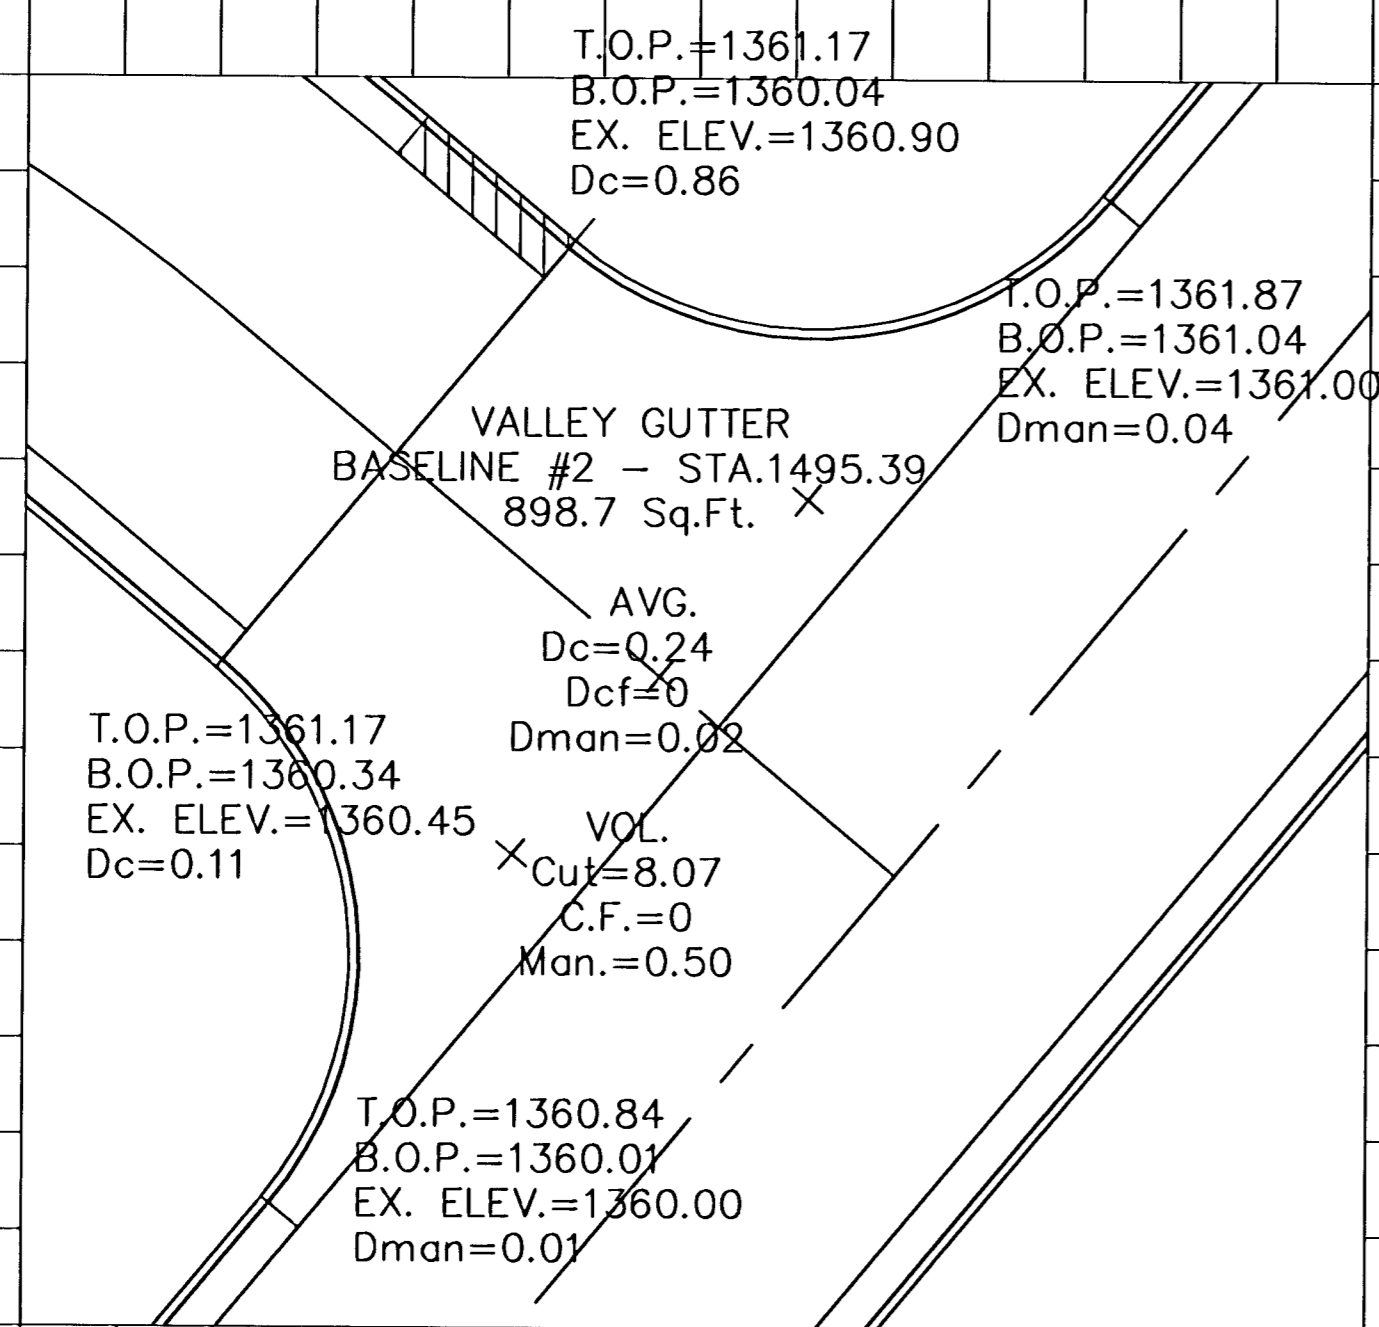 T.O.P.=1361.17
B.O.P.=1360.04
EX. ELEV.=1360.90
Dc=0.86
T.O.P.=1361.87
B.O.P.=1361.04
EX. ELEV.=1361.00
Dman=0.04
VALLEY GUTTER
BASELINE #2 – STA.1495.39
898.7 Sq.Ft.
AVG.
Dc=0.24
Dcf=0
Dman=0.02
T.O.P.=1361.17
B.O.P.=1360.34
EX. ELEV.=1360.45
Dc=0.11
VOL.
Cut=8.07
C.F.=0
Man.=0.50
T.O.P.=1360.84
B.O.P.=1360.01
EX. ELEV.=1360.00
Dman=0.01